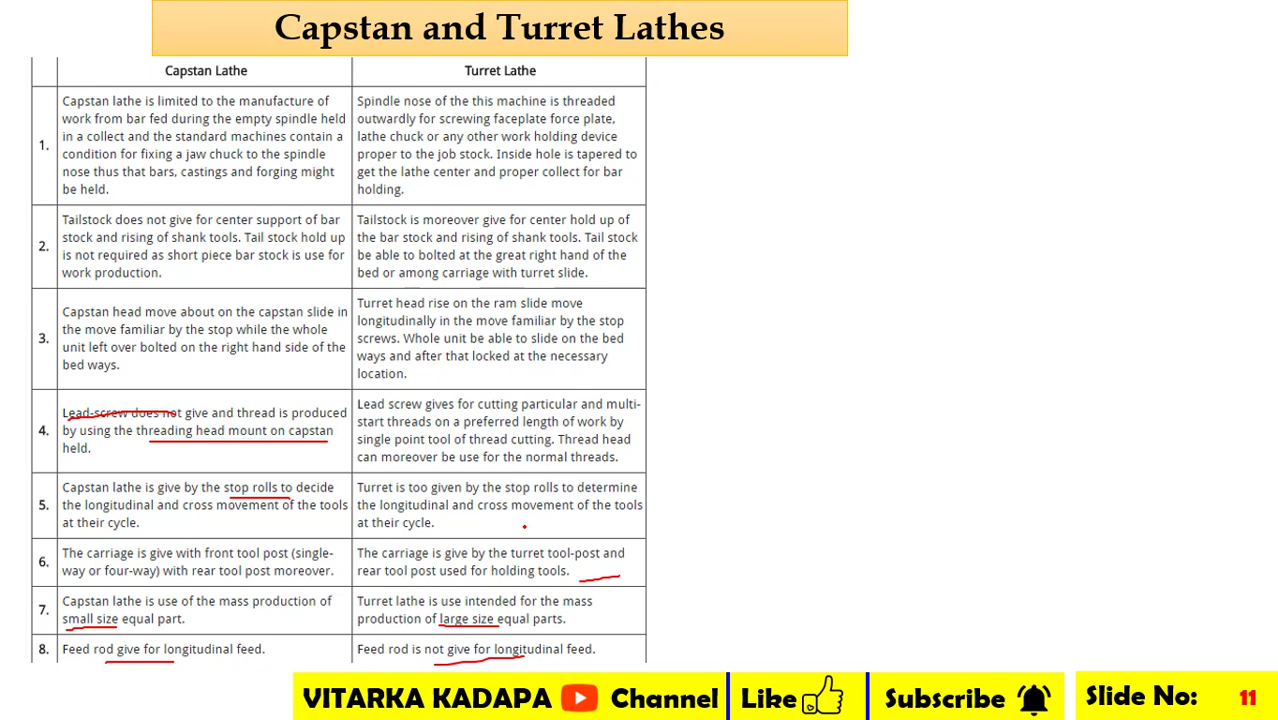 Capstan and Turret Lathes
Capstan Lathe
Turret Lathe
1.
Capstan lathe is limited to the manufacture of
work from bar fed during the empty spindle held
in a collect and the standard machines contain a
condition for fixing a jaw chuck to the spindle
nose thus that bars, castings and forging might
be held.
Spindle nose of the this machine is threaded
outwardly for screwing faceplate force plate,
lathe chuck or any other work holding device
proper to the job stock. Inside hole is tapered to
get the lathe center and proper collect for bar
holding.
2.
Tailstock does not give for center support of bar
stock and rising of shank tools. Tail stock hold up
is not required as short piece bar stock is use for
work production.
Tailstock is moreover give for center hold up of
the bar stock and rising of shank tools. Tail stock
be able to bolted at the great right hand of the
bed or among carriage with turret slide.
3.
Capstan head move about on the capstan slide in
the move familiar by the stop while the whole
unit left over bolted on the right hand side of the
bed ways.
Turret head rise on the ram slide move
longitudinally in the move familiar by the stop
screws. Whole unit be able to slide on the bed
ways and after that locked at the necessary
location.
4.
Lead-screw does not give and thread is produced
by using the threading head mount on capstan
held.
Lead screw gives for cutting particular and multi-
start threads on a preferred length of work by
single point tool of thread cutting. Thread head
can moreover be use for the normal threads.
5.
Capstan lathe is give by the stop rolls to decide
the longitudinal and cross movement of the tools
at their cycle.
Turret is too given by the stop rolls to determine
the longitudinal and cross movement of the tools
at their cycle.
6.
The carriage is give with front tool post (single-
way or four-way) with rear tool post moreover.
The carriage is give by the turret tool-post and
rear tool post used for holding tools.
7.
Capstan lathe is use of the mass production of
small size equal part.
Turret lathe is use intended for the mass
production of large size equal parts.
8.
Feed rod give for longitudinal feed.
Feed rod is not give for longitudinal feed.
VITARKA KADAPA Channel
Like
Subscribe
Slide No: 11